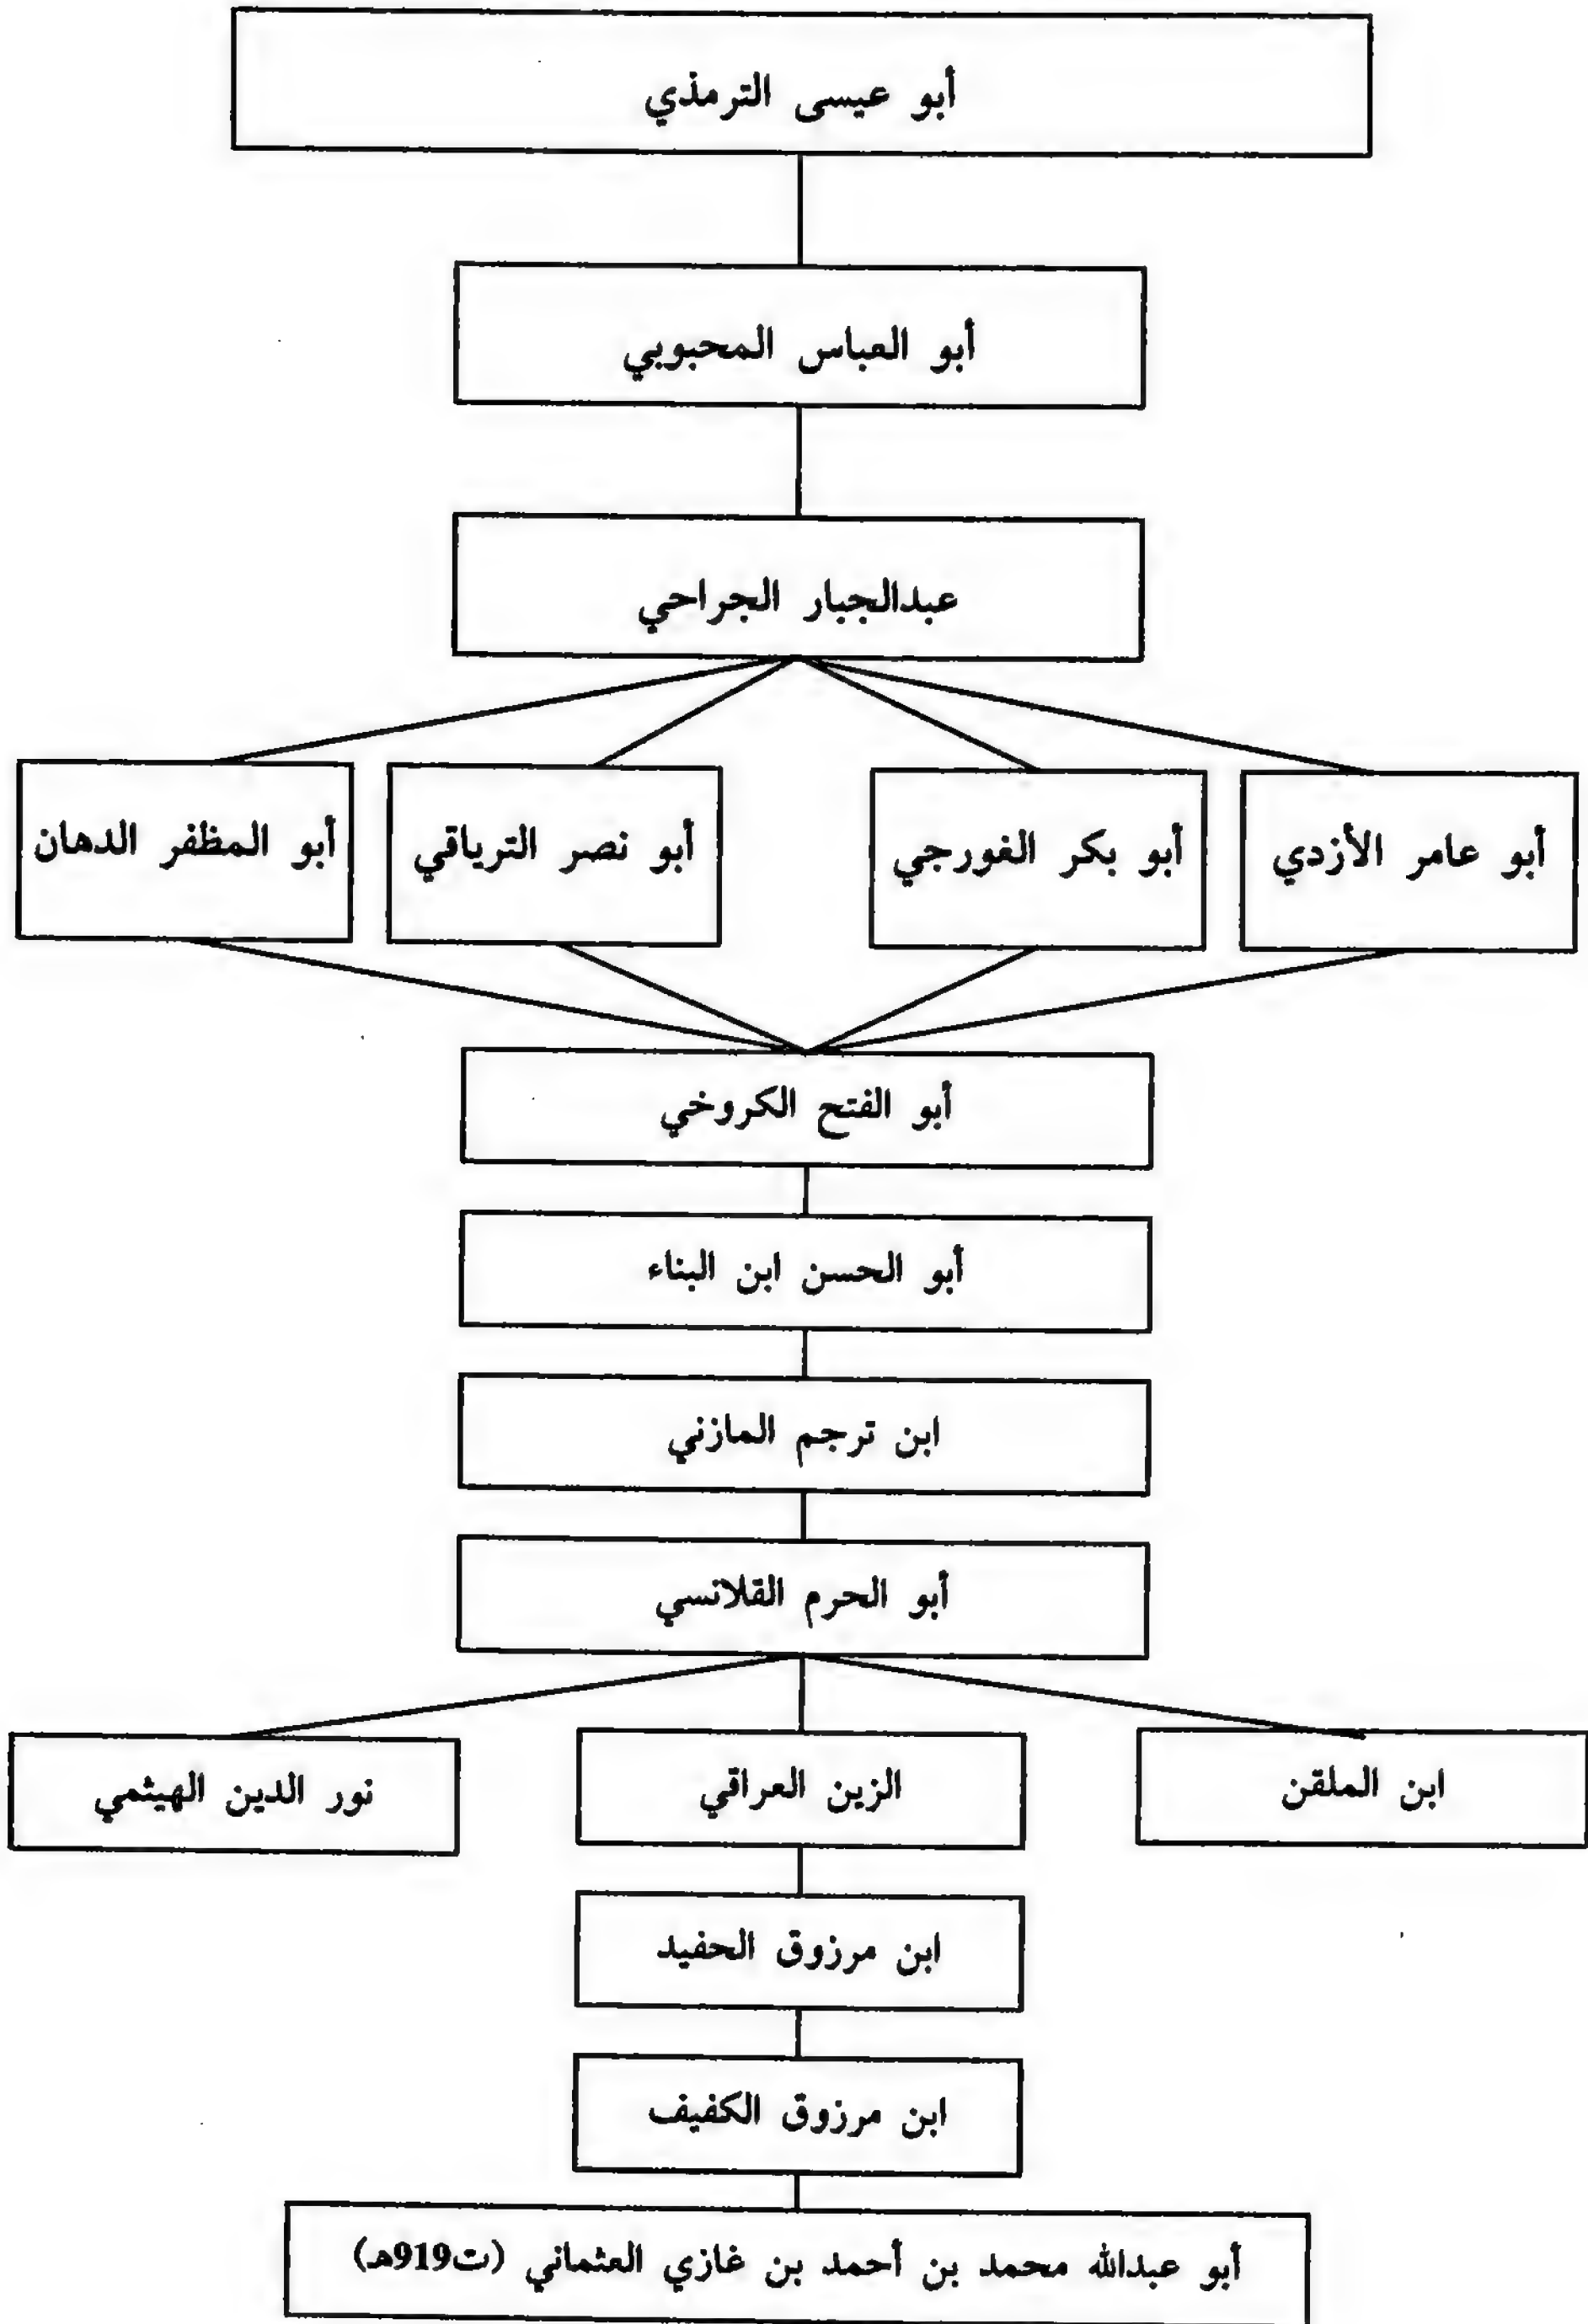 أبو عيسى الترمذي
أبو العباس المحبوبي
عبدالجبار الجراحي
أبو عامر الأزدي
أبو بكر الغورجي
أبو نصر الترياقي
أبو المظفر الدهان
أبو الفتح الكروخي
أبو الحسن ابن البناء
ابن ترجم المازني
أبو الحرم القلانسي
ابن الملقن
الزين العراقي
نور الدين الهيثمي
ابن مرزوق الحفيد
ابن مرزوق الكفيف
أبو عبدالله محمد بن أحمد بن غازي العثماني (ت919هـ)